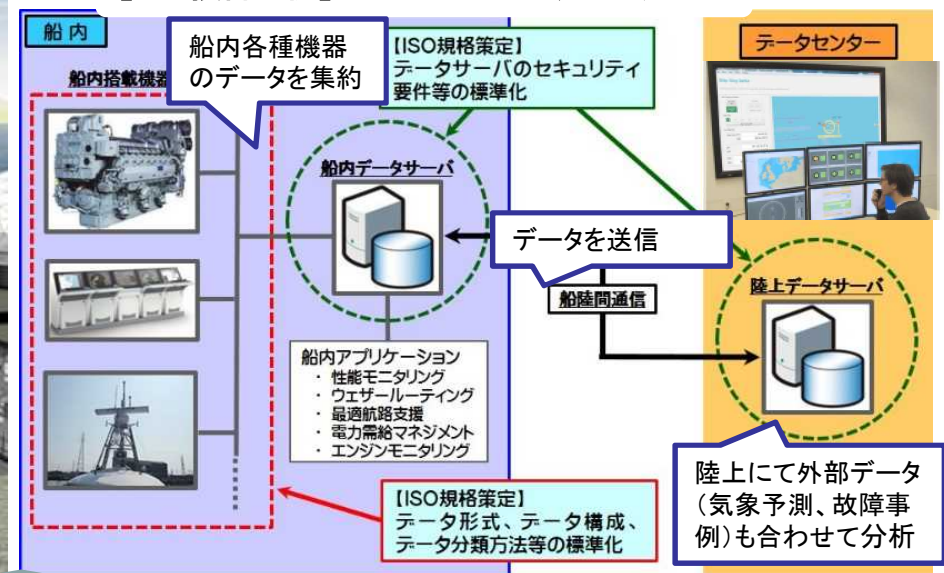 船内
船内各種機器
のデータを集約
【ISO規格策定】
データサーバのセキュリティ
要件等の標準化
データセンター
船内搭載機器
船内データサーバ
データを送信
船陸間通信
陸上データサーバ
船内アプリケーション
・ 性能モニタリング
・ ウェザールーティング
・ 最適航路支援
・ 電力需給マネジメント
・ エンジンモニタリング
陸上にて外部データ
(気象予測、故障事
例)も合わせて分析
【ISO規格策定】
データ形式、データ構成、
データ分類方法等の標準化